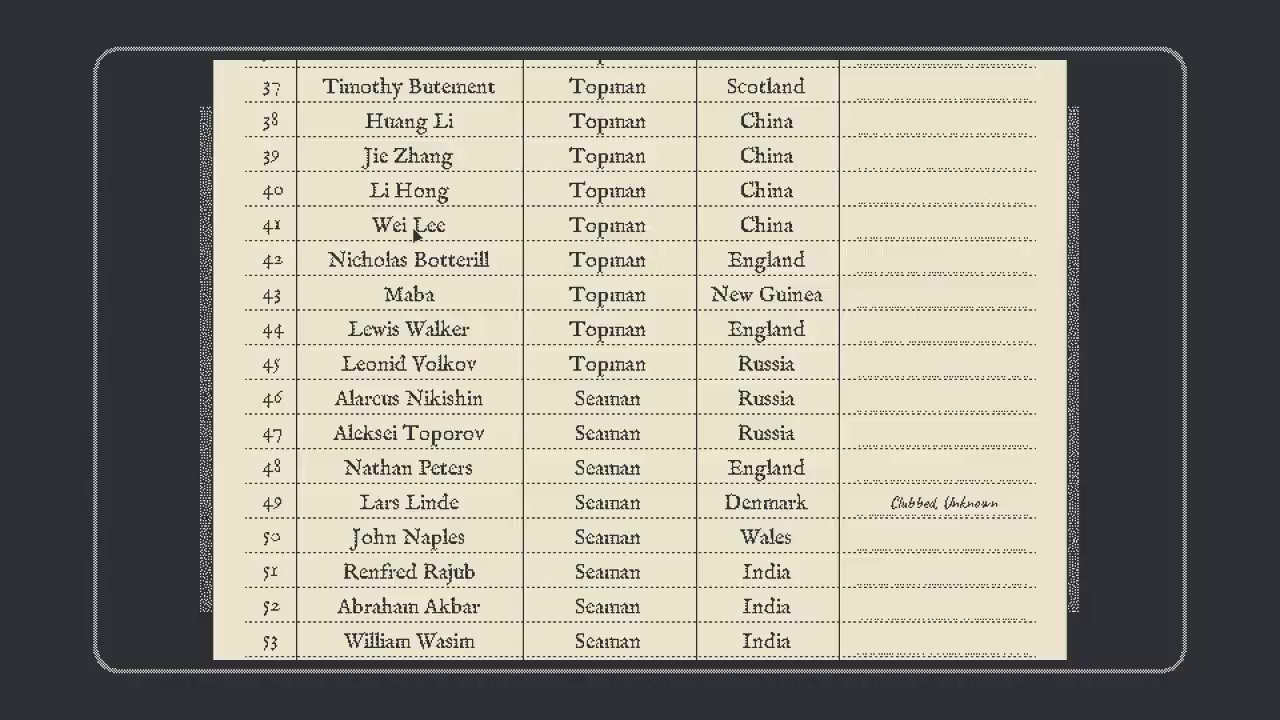 37 Timothy Butement Topman Scotland
38 Huang Li Topman China
39 Jie Zhang Topman China
40 Li Hong Topman China
41 Wei Lee Topman China
42 Nicholas Botterill Topman England
43 Maba Topman New Guinea
44 Lewis Walker Topman England
45 Leonid Volkov Topman Russia
46 Alarcus Nikishin Seaman Russia
47 Aleksei Toporov Seaman Russia
48 Nathan Peters Seaman England
49 Lars Linde Seaman Denmark Clubbed, Unknown
50 John Naples Seaman Wales
51 Renfred Rajub Seaman India
52 Abraham Akbar Seaman India
53 William Wasim Seaman India